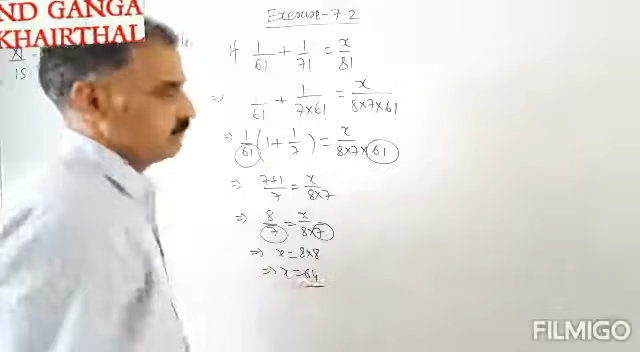 ND GANGA
KHAIRTHAL
XI
15
Exercise-7.2
If 1/6! + 1/7! = x/8!
⇒ 1/6! + 1/7×6! = x/8×7×6!
⇒ 1/6! (1 + 1/7) = x/8×7×6!
⇒ 7+1/7 = x/8×7
⇒ 8/7 = x/8×7
⇒ x = 8×8
⇒ x = 64
FILMIGO